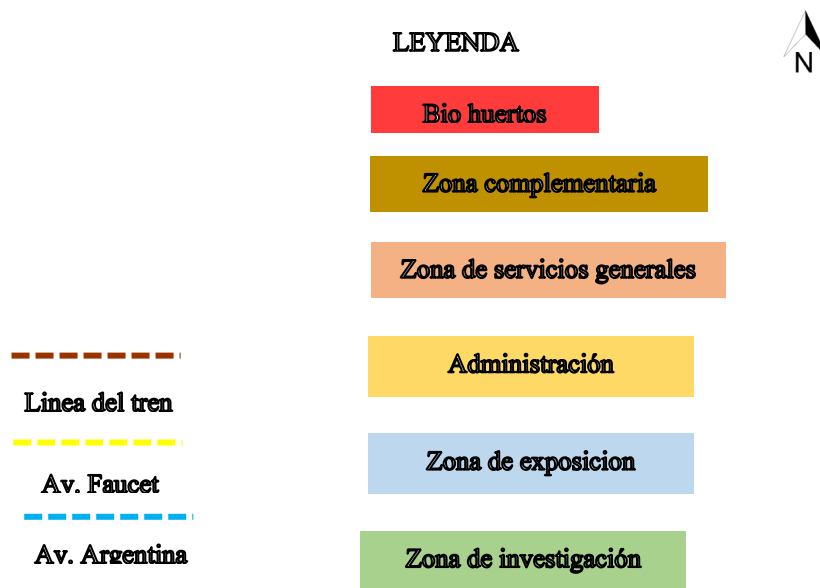 LEYENDA
N
Bio huertos
Zona complementaria
Zona de servicios generales
Administración
Linea del tren
Zona de exposicion
Av. Faucet
Av. Argentina
Zona de investigación